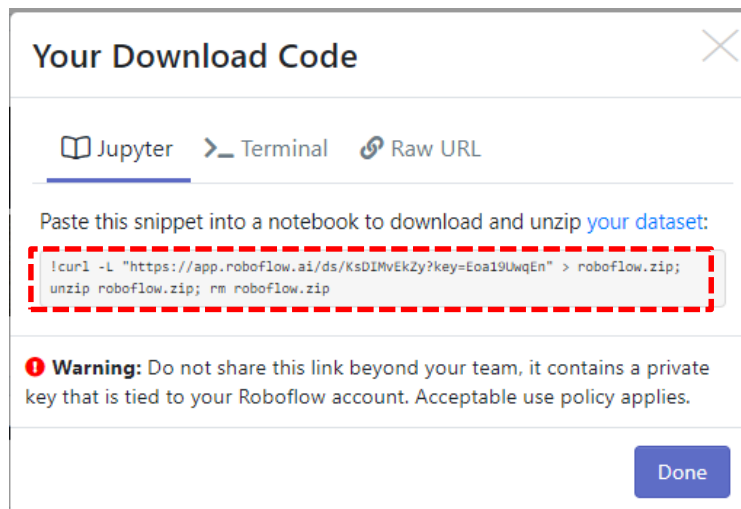 Your Download Code
Jupyter Terminal Raw URL
Paste this snippet into a notebook to download and unzip your dataset:
!curl -L "https://app.roboflow.ai/ds/KsDIMvEkZy?key=Eoa19UwqEn" > roboflow.zip;
unzip roboflow.zip; rm roboflow.zip
Warning: Do not share this link beyond your team, it contains a private
key that is tied to your Roboflow account. Acceptable use policy applies.
Done